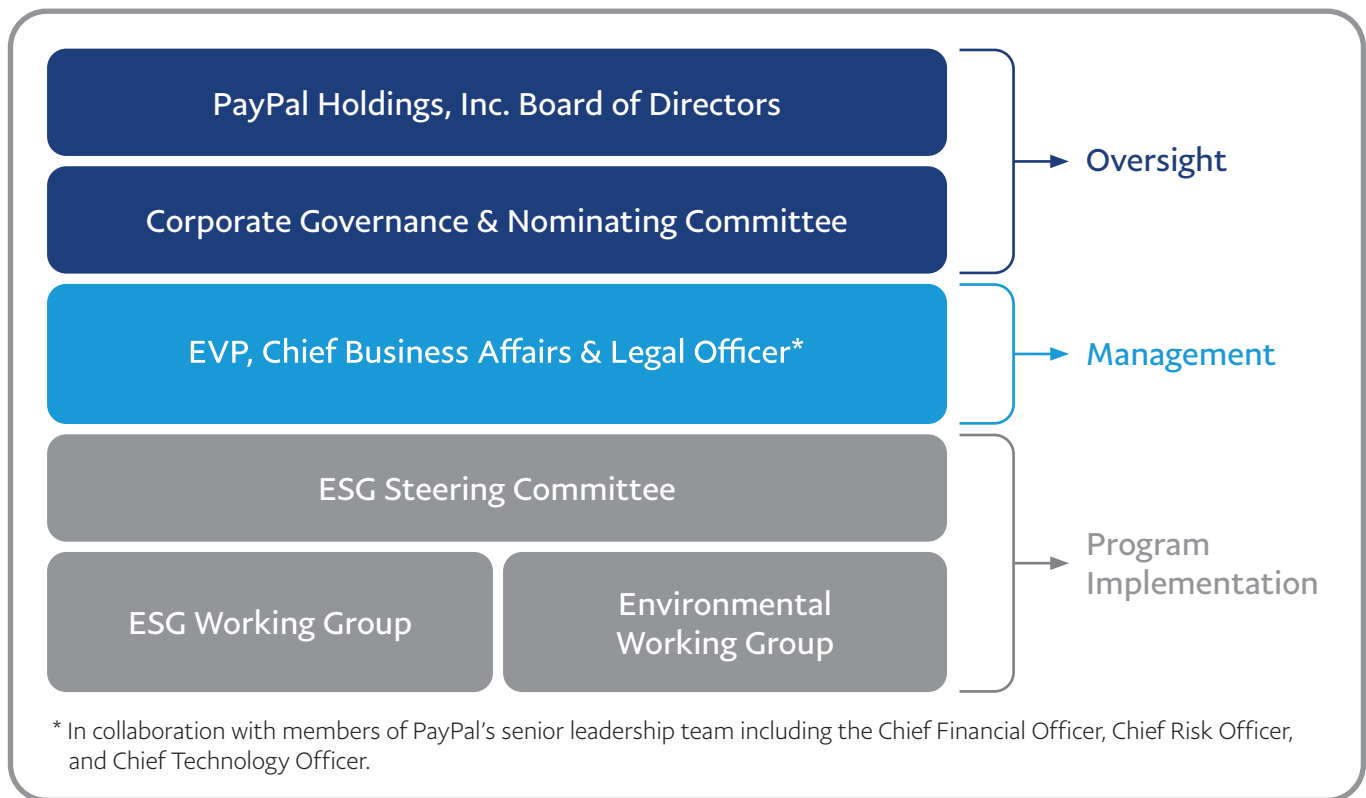 PayPal Holdings, Inc. Board of Directors
Corporate Governance & Nominating Committee
Oversight
EVP, Chief Business Affairs & Legal Officer*
Management
ESG Steering Committee
ESG Working Group
Environmental
Working Group
Program
Implementation
* In collaboration with members of PayPal’s senior leadership team including the Chief Financial Officer, Chief Risk Officer,
and Chief Technology Officer.